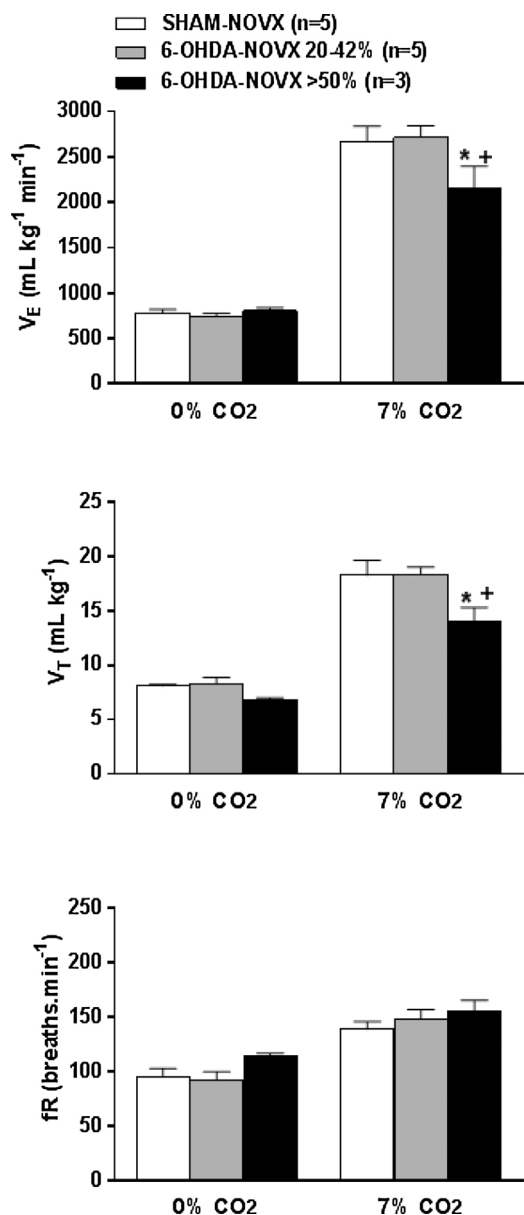 SHAM-NOVX (n=5)
6-OHDA-NOVX 20-42% (n=5)
6-OHDA-NOVX >50% (n=3)
3000
2500
2000
1500
1000
500
0
V_E (mL kg⁻¹ min⁻¹)
* +
0% CO2
7% CO2
25
20
15
10
5
0
V_T (mL kg⁻¹)
* +
0% CO2
7% CO2
250
200
150
100
50
0
fR (breaths.min⁻¹)
0% CO2
7% CO2